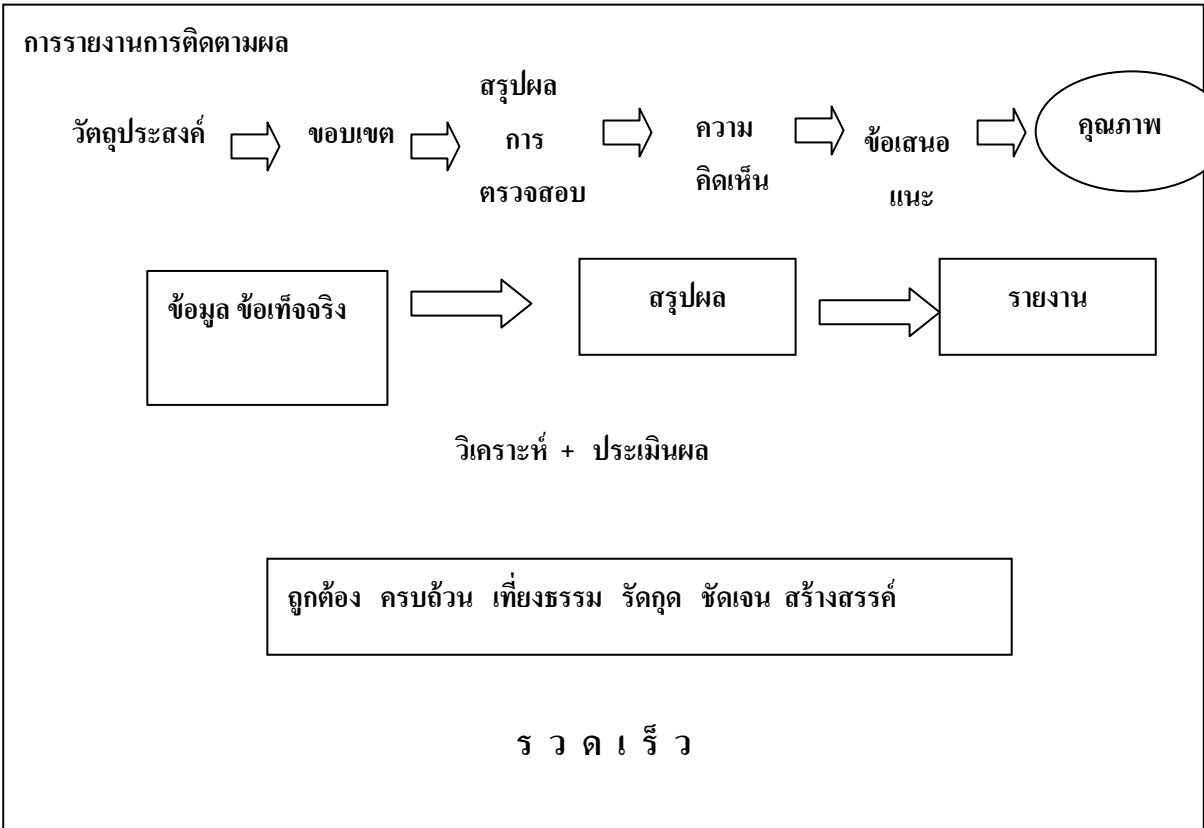 การรายงานการติดตามผล
วัตถุประสงค์
ขอบเขต
สรุปผล
การ
ตรวจสอบ
ความ
คิดเห็น
ข้อเสนอ
แนะ
คุณภาพ
ข้อมูล ข้อเท็จจริง
สรุปผล
รายงาน
วิเคราะห์ + ประเมินผล
ถูกต้อง ครบถ้วน เที่ยงธรรม รัดกุด ชัดเจน สร้างสรรค์
ร ว ด เ ร็ ว